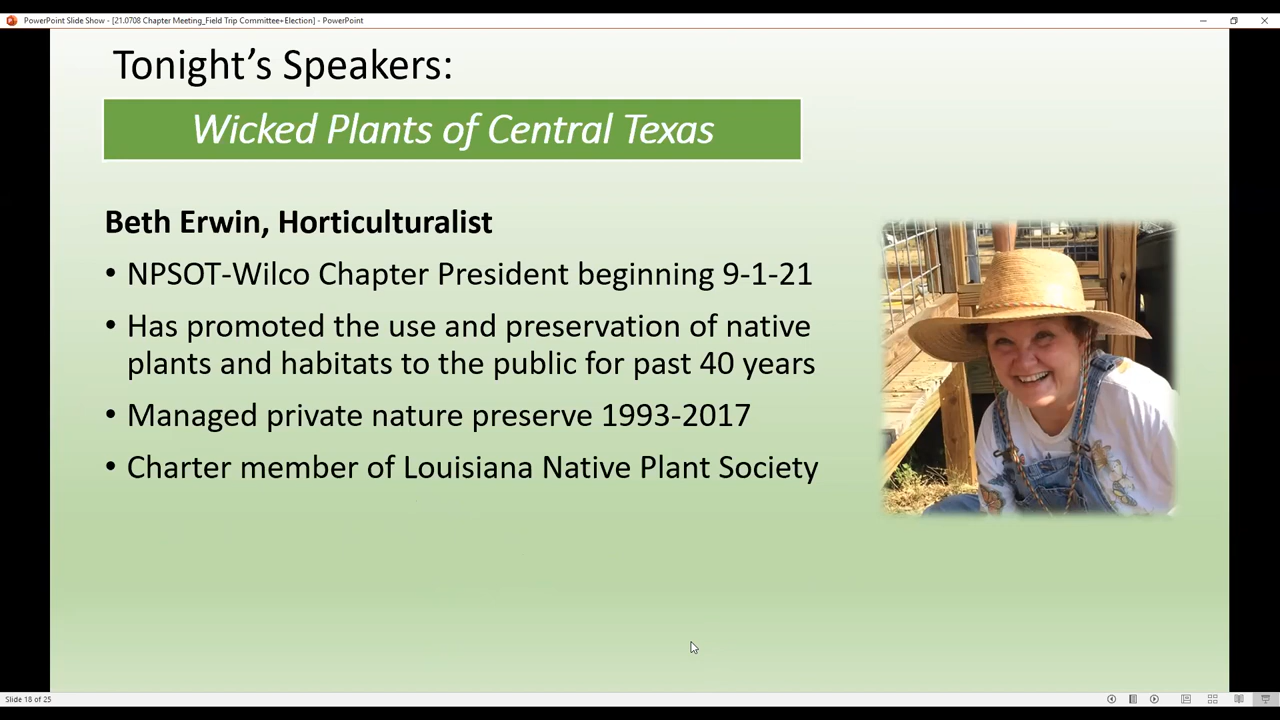 PowerPoint Slide Show - [21.0708 Chapter Meeting_Field Trip Committee+Election] - PowerPoint
Tonight's Speakers:
Wicked Plants of Central Texas
Beth Erwin, Horticulturalist
• NPSOT-Wilco Chapter President beginning 9-1-21
• Has promoted the use and preservation of native
plants and habitats to the public for past 40 years
• Managed private nature preserve 1993-2017
• Charter member of Louisiana Native Plant Society
Slide 18 of 25